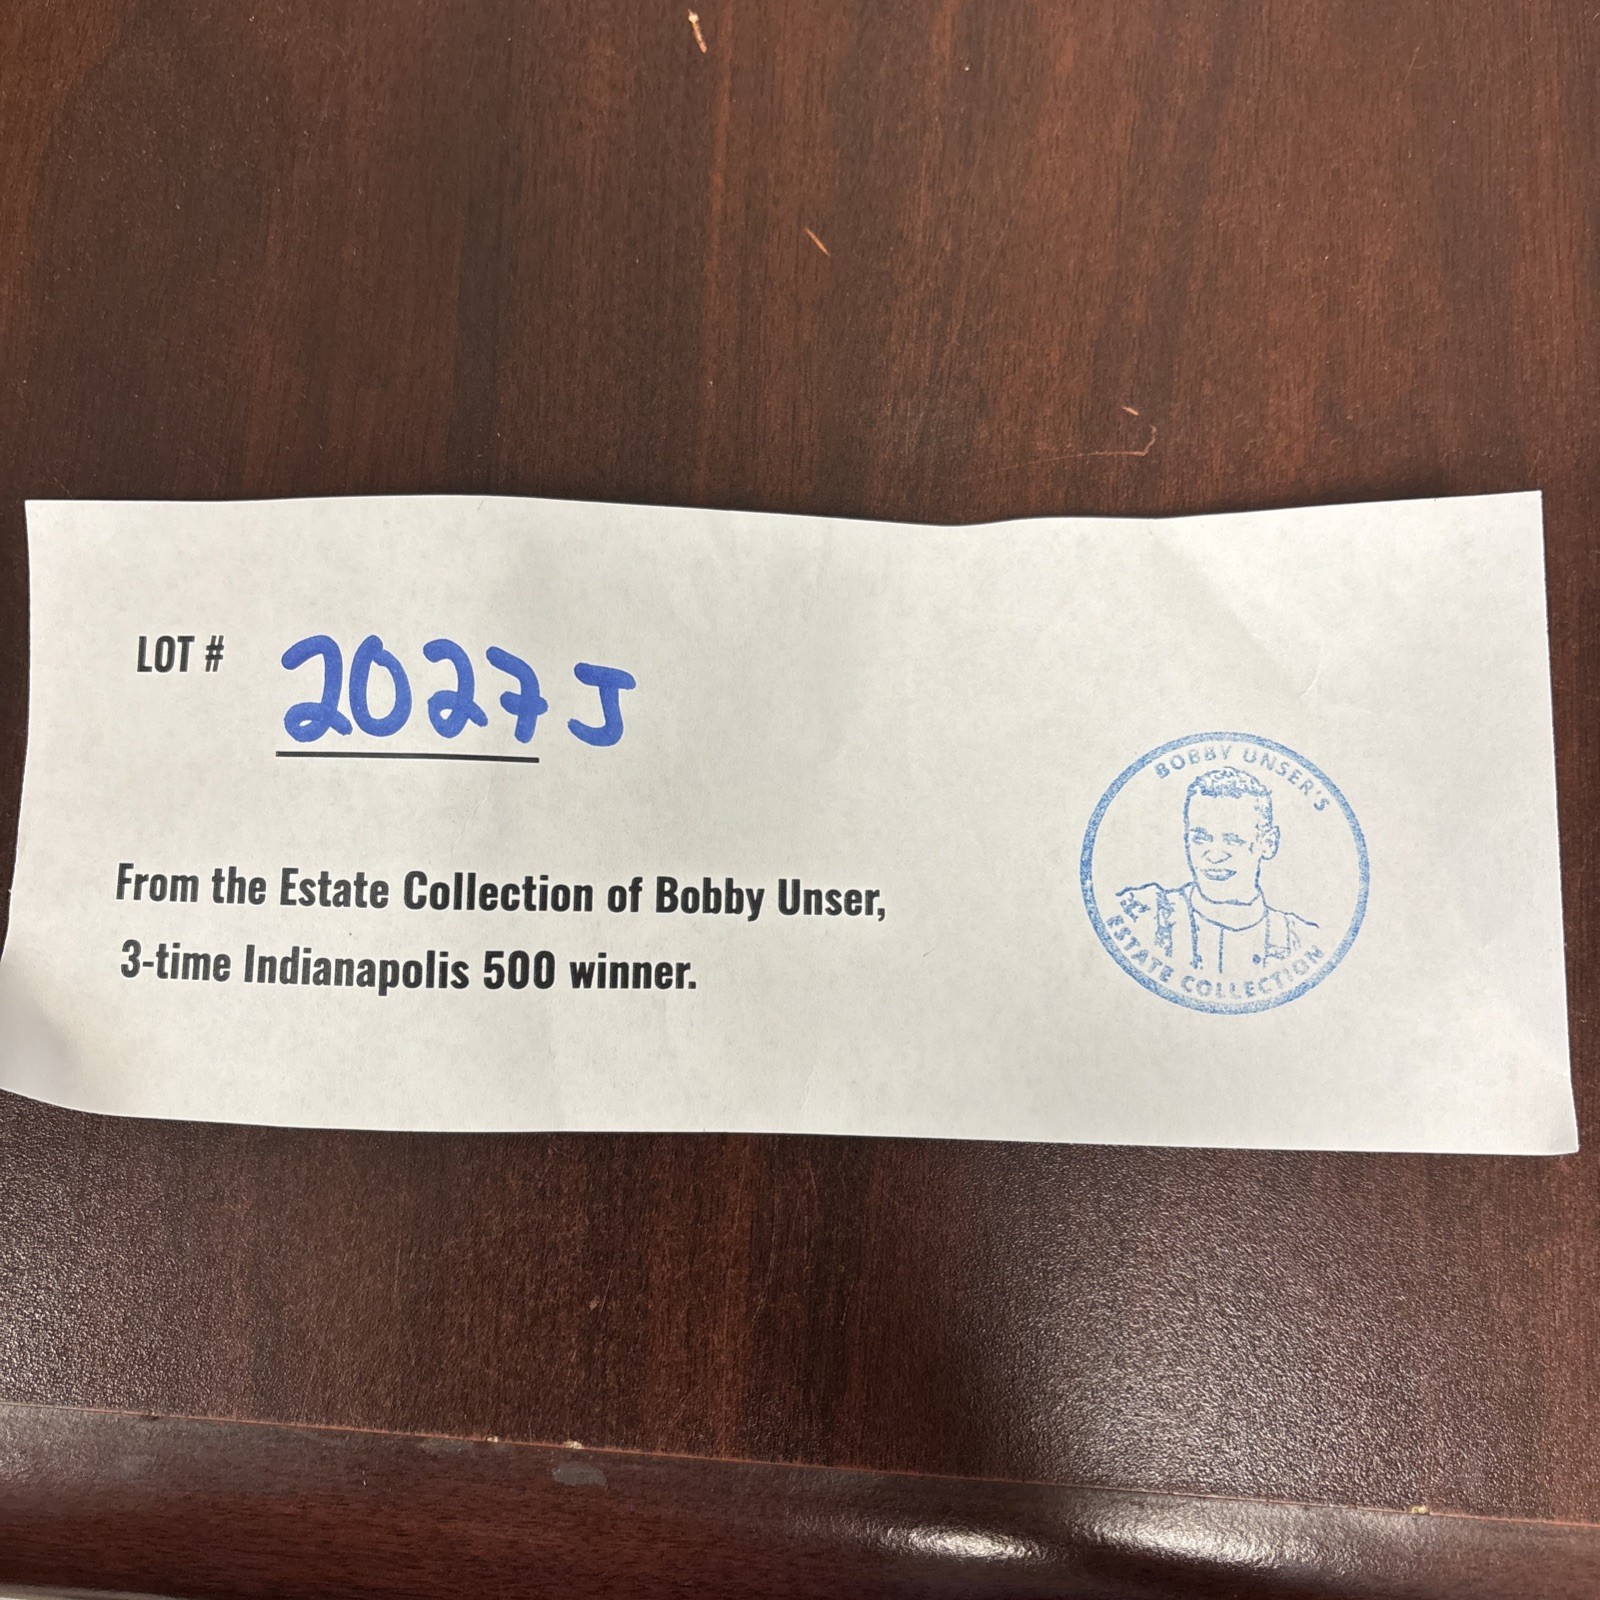 LOT # 2027J
From the Estate Collection of Bobby Unser,
3-time Indianapolis 500 winner.
BOBBY UNSER'S
ESTATE COLLECTION